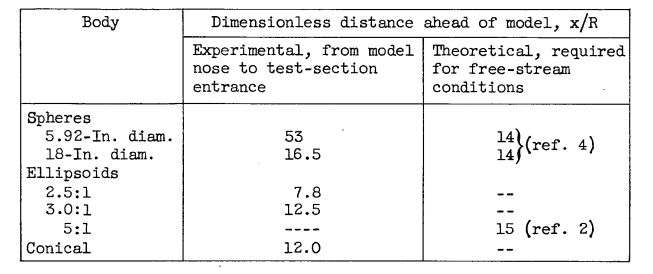 Body Dimensionless distance ahead of model, x/R
Experimental, from model Theoretical, required
nose to test-section for free-stream
entrance conditions
Spheres
5.92-In. diam. 53 14
18-In. diam. 16.5 14 }(ref. 4)
Ellipsoids
2.5:1 7.8 --
3.0:1 12.5 --
5:1 ---- 15 (ref. 2)
Conical 12.0 --